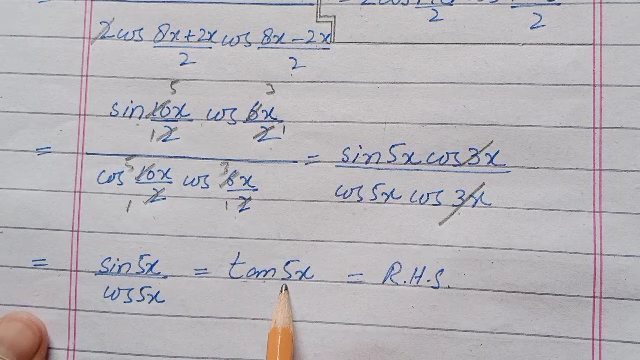 2cos 8x+2x/2 cos 8x-2x/2
= sin 10x/2 cos 6x/2 / cos 10x/2 cos 6x/2 = sin5x cos3x / cos5x cos3x
= sin5x / cos5x = tan5x = R.H.S.